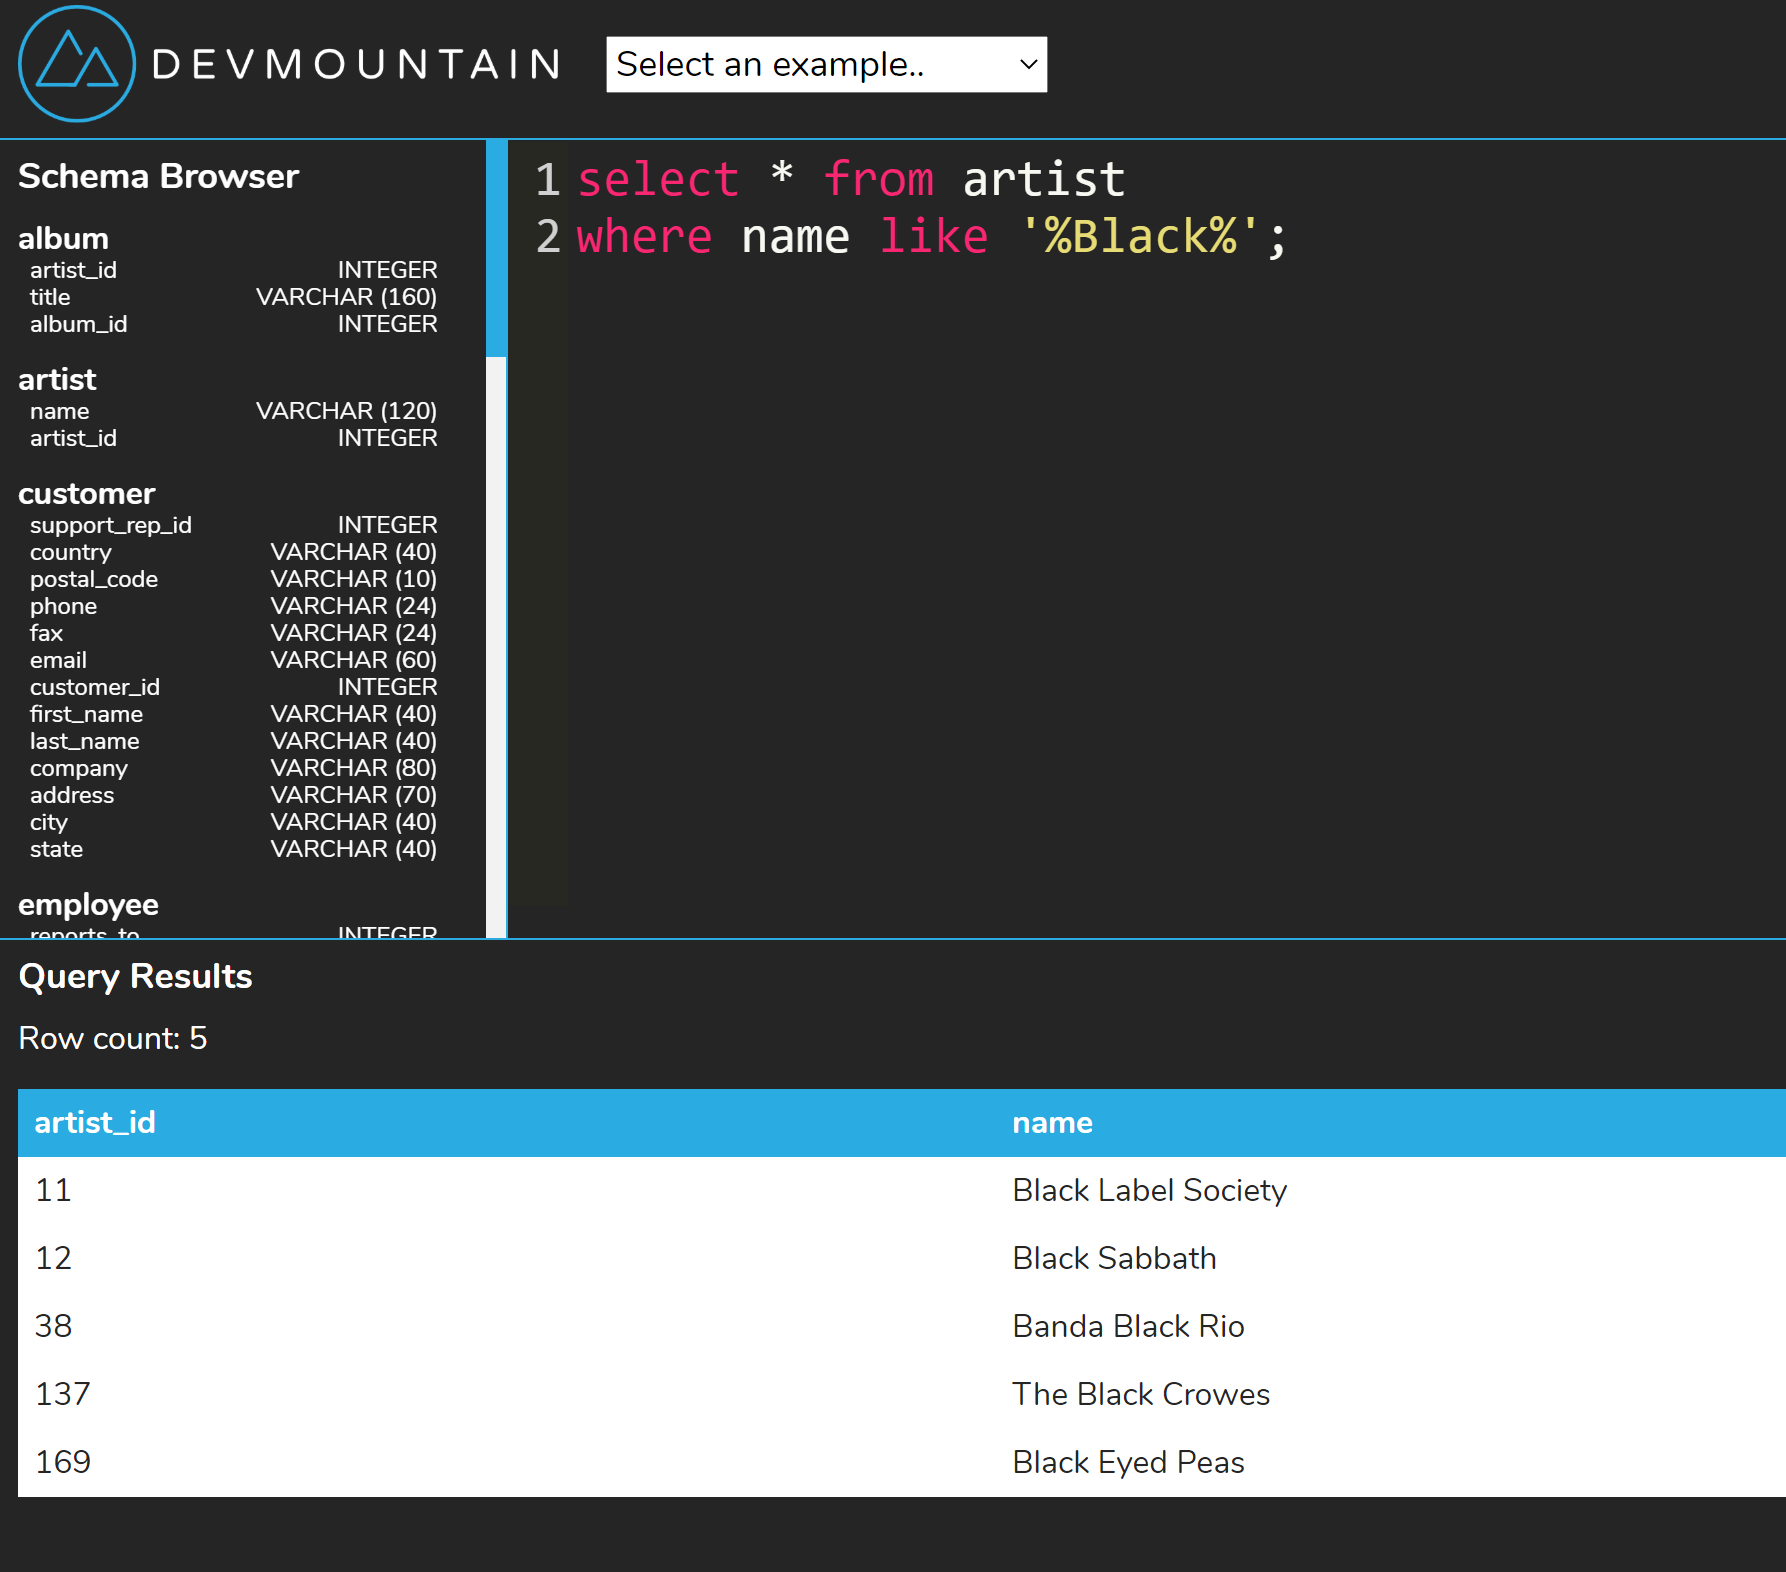 DEVMOUNTAIN
Select an example..
Schema Browser
album
artist_id INTEGER
title VARCHAR (160)
album_id INTEGER
artist
name VARCHAR (120)
artist_id INTEGER
customer
support_rep_id INTEGER
country VARCHAR (40)
postal_code VARCHAR (10)
phone VARCHAR (24)
fax VARCHAR (24)
email VARCHAR (60)
customer_id INTEGER
first_name VARCHAR (40)
last_name VARCHAR (40)
company VARCHAR (80)
address VARCHAR (70)
city VARCHAR (40)
state VARCHAR (40)
employee
reports_to INTEGER
1 select * from artist
2 where name like '%Black%';
Query Results
Row count: 5
artist_id name
11 Black Label Society
12 Black Sabbath
38 Banda Black Rio
137 The Black Crowes
169 Black Eyed Peas